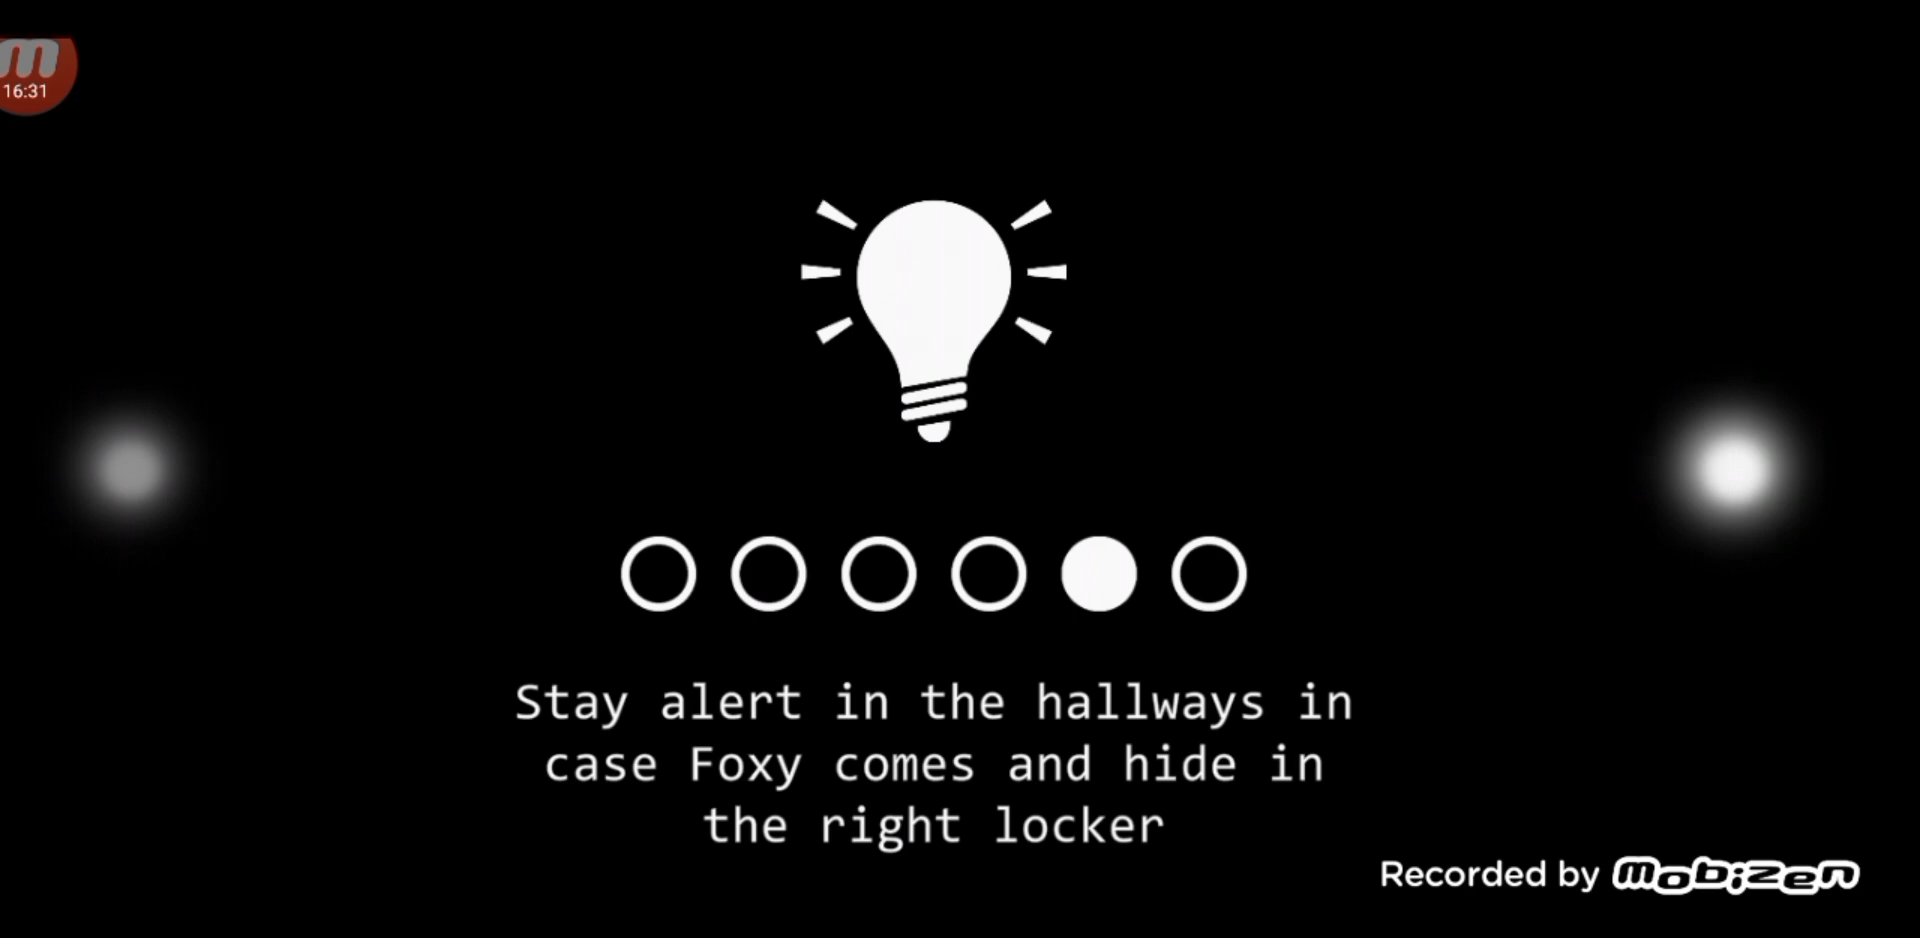 m
16:31
Stay alert in the hallways in
case Foxy comes and hide in
the right locker
Recorded by mobizen